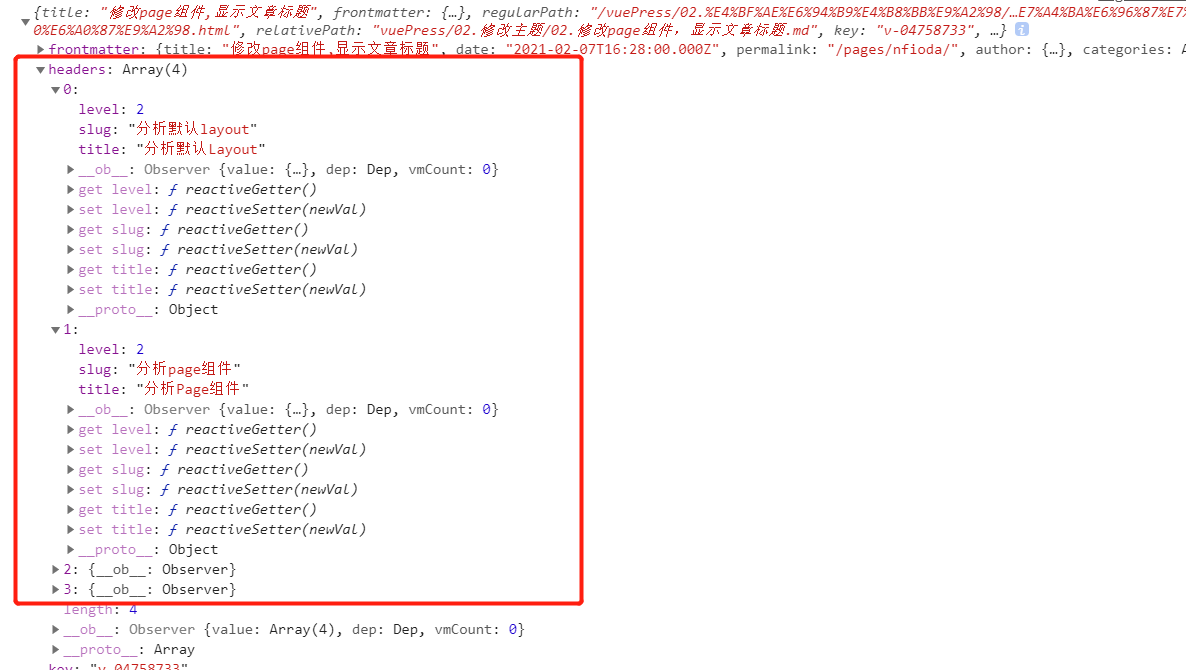 {title: "修改page组件,显示文章标题", frontmatter: {…}, regularPath: "/vuePress/02.%E4%BF%AE%E6%94%B9%E4%B8%BB%E9%A2%98/…E7%A4%BA%E6%96%87%E7%
0%E6%A0%87%E9%A2%98.html", relativePath: "vuePress/02.修改主题/02.修改page组件，显示文章标题.md", key: "v-04758733", …} i
frontmatter: {title: "修改page组件,显示文章标题", date: "2021-02-07T16:28:00.000Z", permalink: "/pages/nfioda/", author: {…}, categories: A
headers: Array(4)
0:
level: 2
slug: "分析默认layout"
title: "分析默认Layout"
__ob__: Observer {value: {…}, dep: Dep, vmCount: 0}
get level: ƒ reactiveGetter()
set level: ƒ reactiveSetter(newVal)
get slug: ƒ reactiveGetter()
set slug: ƒ reactiveSetter(newVal)
get title: ƒ reactiveGetter()
set title: ƒ reactiveSetter(newVal)
__proto__: Object
1:
level: 2
slug: "分析page组件"
title: "分析Page组件"
__ob__: Observer {value: {…}, dep: Dep, vmCount: 0}
get level: ƒ reactiveGetter()
set level: ƒ reactiveSetter(newVal)
get slug: ƒ reactiveGetter()
set slug: ƒ reactiveSetter(newVal)
get title: ƒ reactiveGetter()
set title: ƒ reactiveSetter(newVal)
__proto__: Object
2: {__ob__: Observer}
3: {__ob__: Observer}
length: 4
__ob__: Observer {value: Array(4), dep: Dep, vmCount: 0}
__proto__: Array
key: "v-04758733"